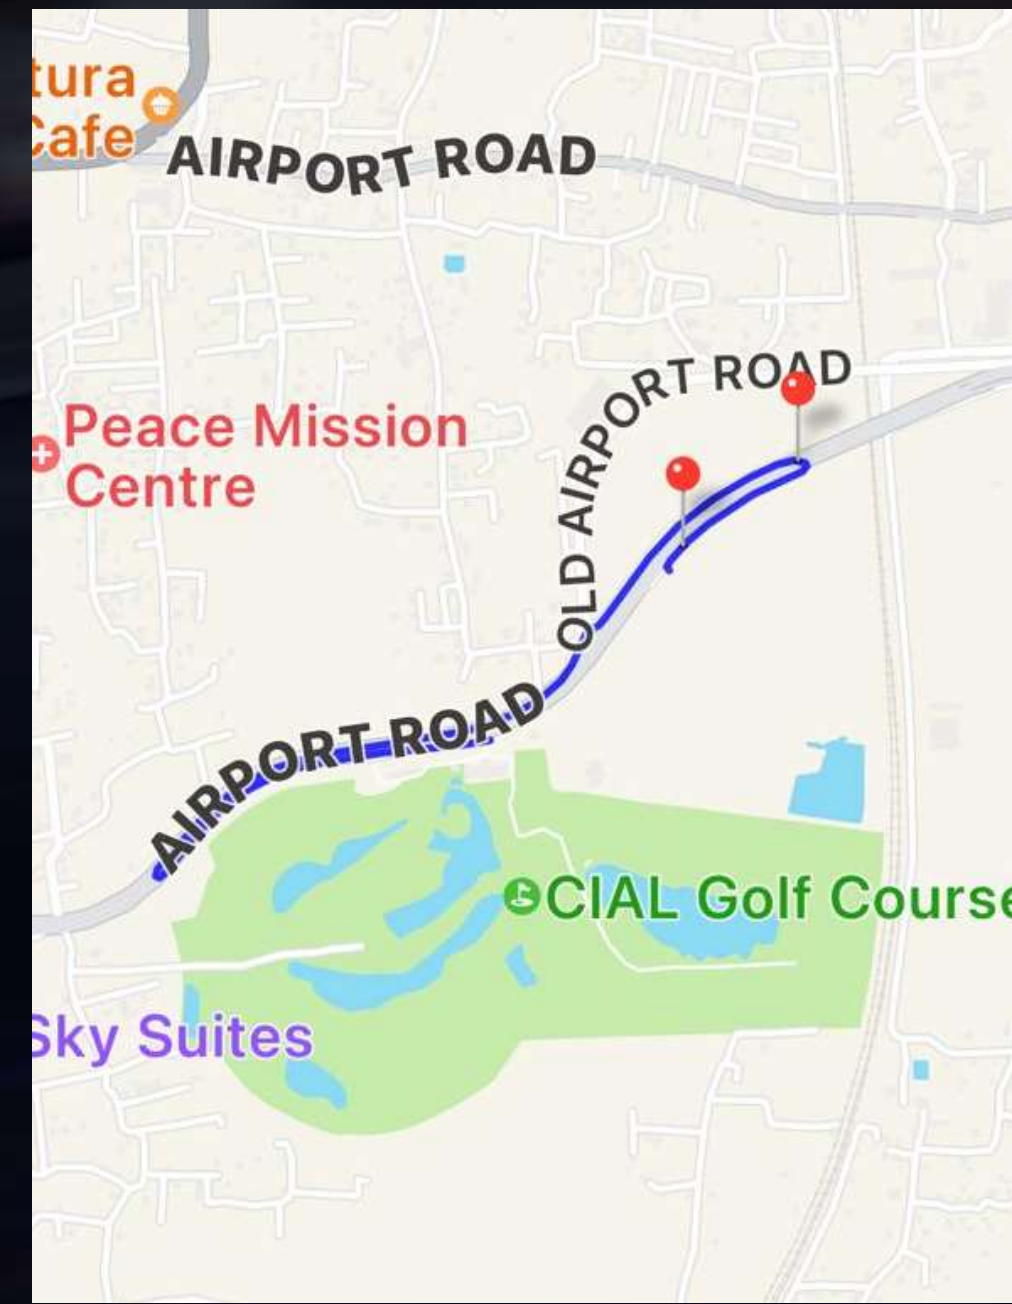 tura
Cafe
AIRPORT ROAD
OLD AIRPORT ROAD
Peace Mission
Centre
AIRPORT ROAD
CIAL Golf Course
Sky Suites